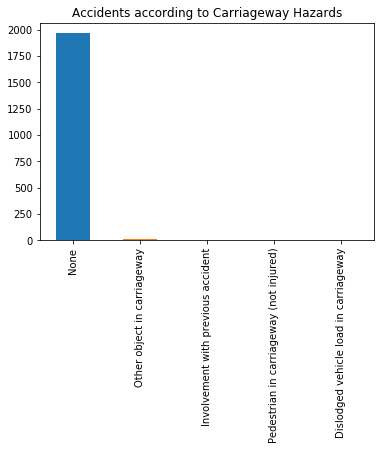 Accidents according to Carriageway Hazards
2000
1750
1500
1250
1000
750
500
250
0
None
Other object in carriageway
Involvement with previous accident
Pedestrian in carriageway (not injured)
Dislodged vehicle load in carriageway